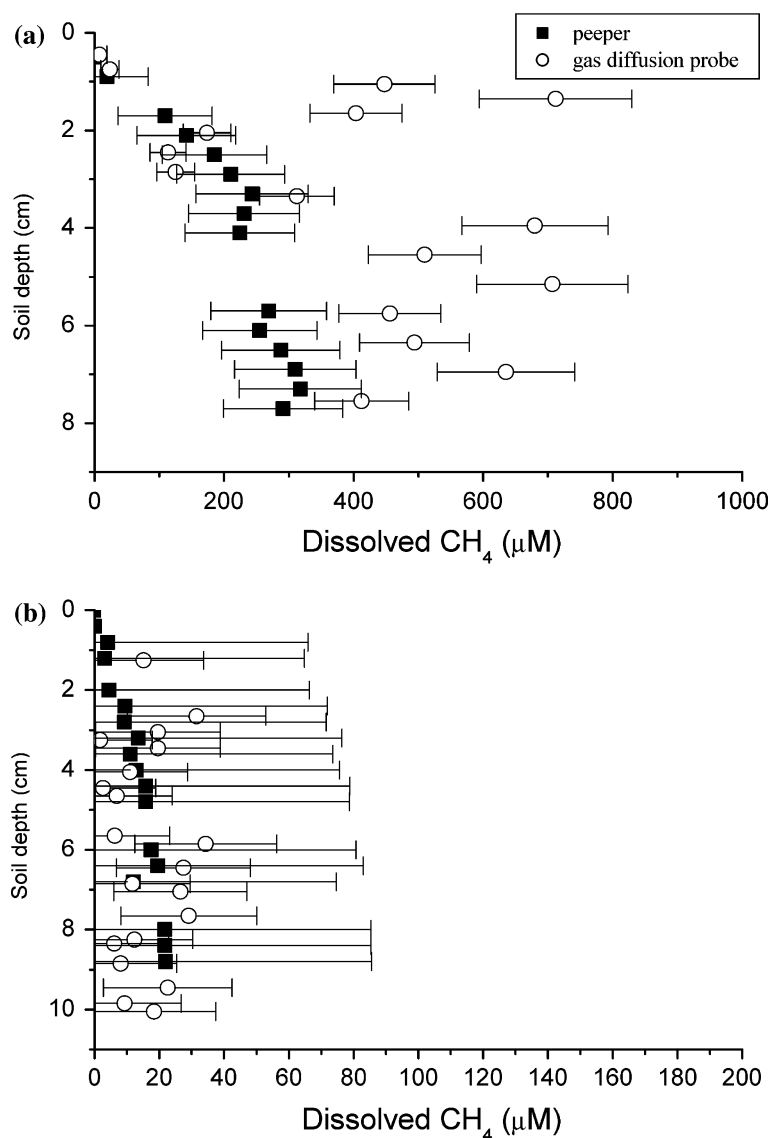 (a)
peeper
gas diffusion probe
0
2
4
6
8
Soil depth (cm)
0 200 400 600 800 1000
Dissolved CH₄ (μM)
(b)
0
2
4
6
8
10
Soil depth (cm)
0 20 40 60 80 100 120 140 160 180 200
Dissolved CH₄ (μM)